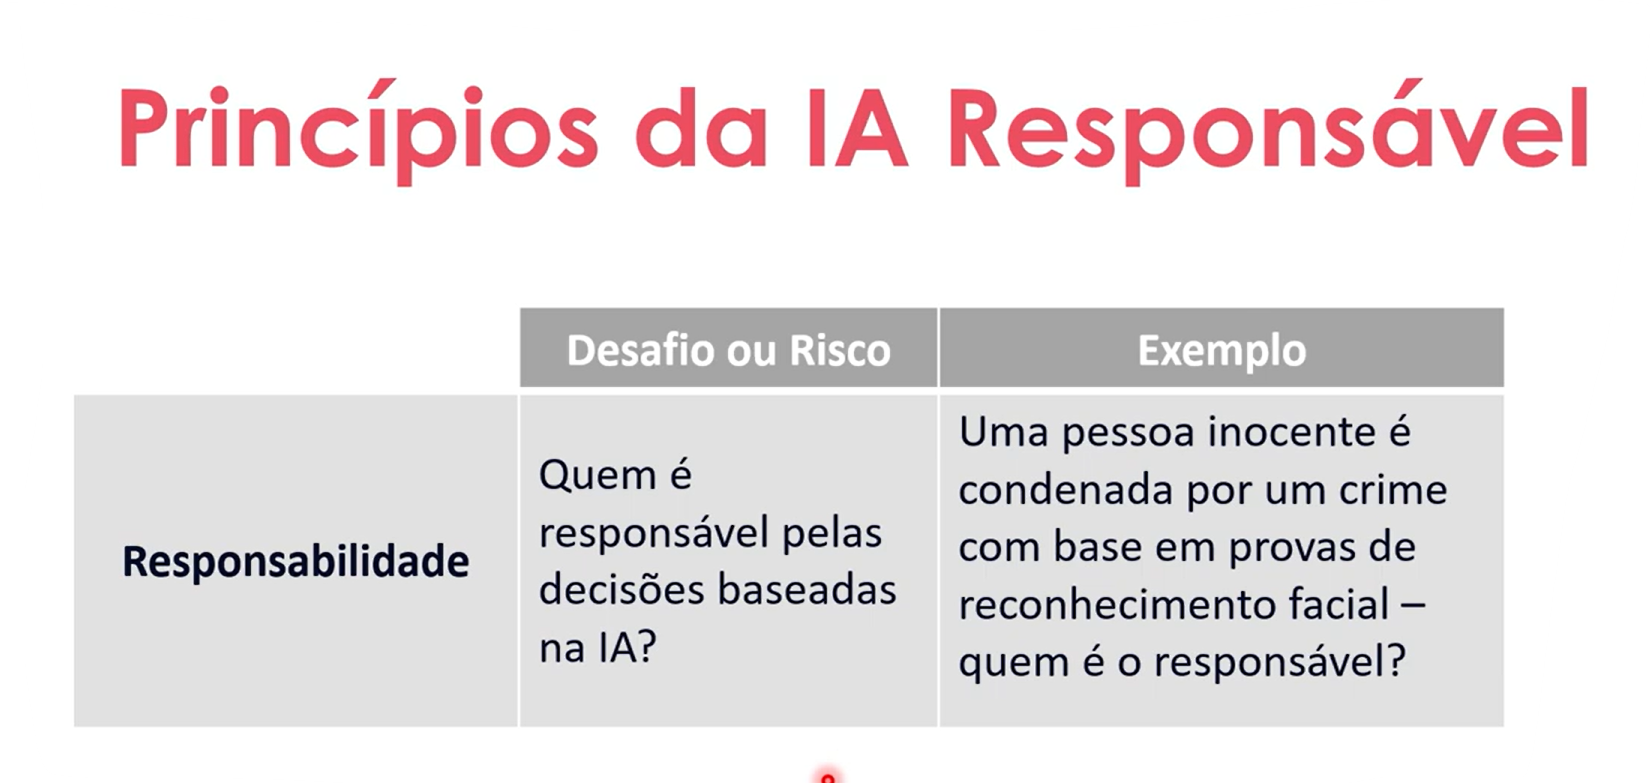 Princípios da IA Responsável
Desafio ou Risco
Exemplo
Responsabilidade
Quem é
responsável pelas
decisões baseadas
na IA?
Uma pessoa inocente é
condenada por um crime
com base em provas de
reconhecimento facial –
quem é o responsável?